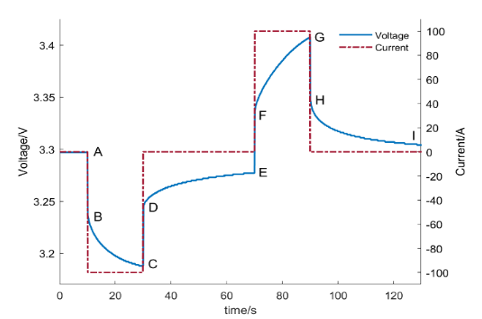 3.4
3.35
3.3
3.25
3.2
Voltage/V
0
20
40
60
80
100
120
time/s
100
80
60
40
20
0
-20
-40
-60
-80
-100
Current/A
Voltage
Current
A
B
C
D
E
F
G
H
I